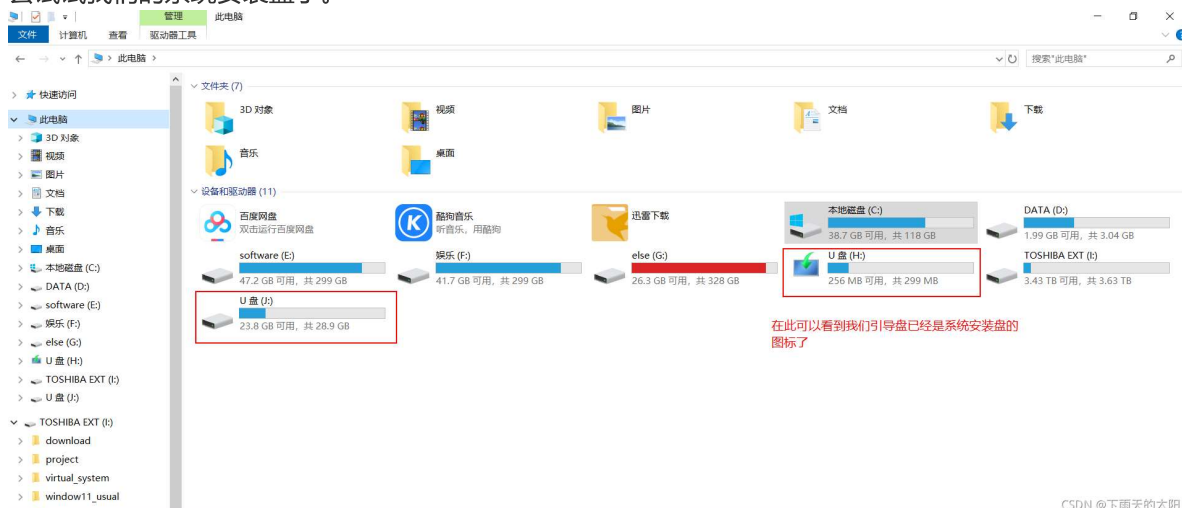 管理 此电脑
文件 计算机 查看 驱动器工具
此电脑
搜索"此电脑"
快速访问
此电脑
3D 对象
视频
图片
文档
下载
音乐
桌面
本地磁盘 (C:)
DATA (D:)
software (E:)
娱乐 (F:)
else (G:)
U 盘 (H:)
TOSHIBA EXT (I:)
U 盘 (J:)
TOSHIBA EXT (I:)
download
project
virtual_system
window11_usual
文件夹 (7)
3D 对象
视频
图片
文档
下载
音乐
桌面
设备和驱动器 (11)
百度网盘
双击运行百度网盘
酷狗音乐
听音乐，用酷狗
迅雷下载
本地磁盘 (C:)
38.7 GB 可用，共 118 GB
DATA (D:)
1.99 GB 可用，共 3.04 GB
software (E:)
47.2 GB 可用，共 299 GB
娱乐 (F:)
41.7 GB 可用，共 299 GB
else (G:)
26.3 GB 可用，共 328 GB
U 盘 (H:)
256 MB 可用，共 299 MB
TOSHIBA EXT (I:)
3.43 TB 可用，共 3.63 TB
U 盘 (J:)
23.8 GB 可用，共 28.9 GB
在此可以看到我们引导盘已经是系统安装盘的
图标了
CSDN @下雨天的太阳